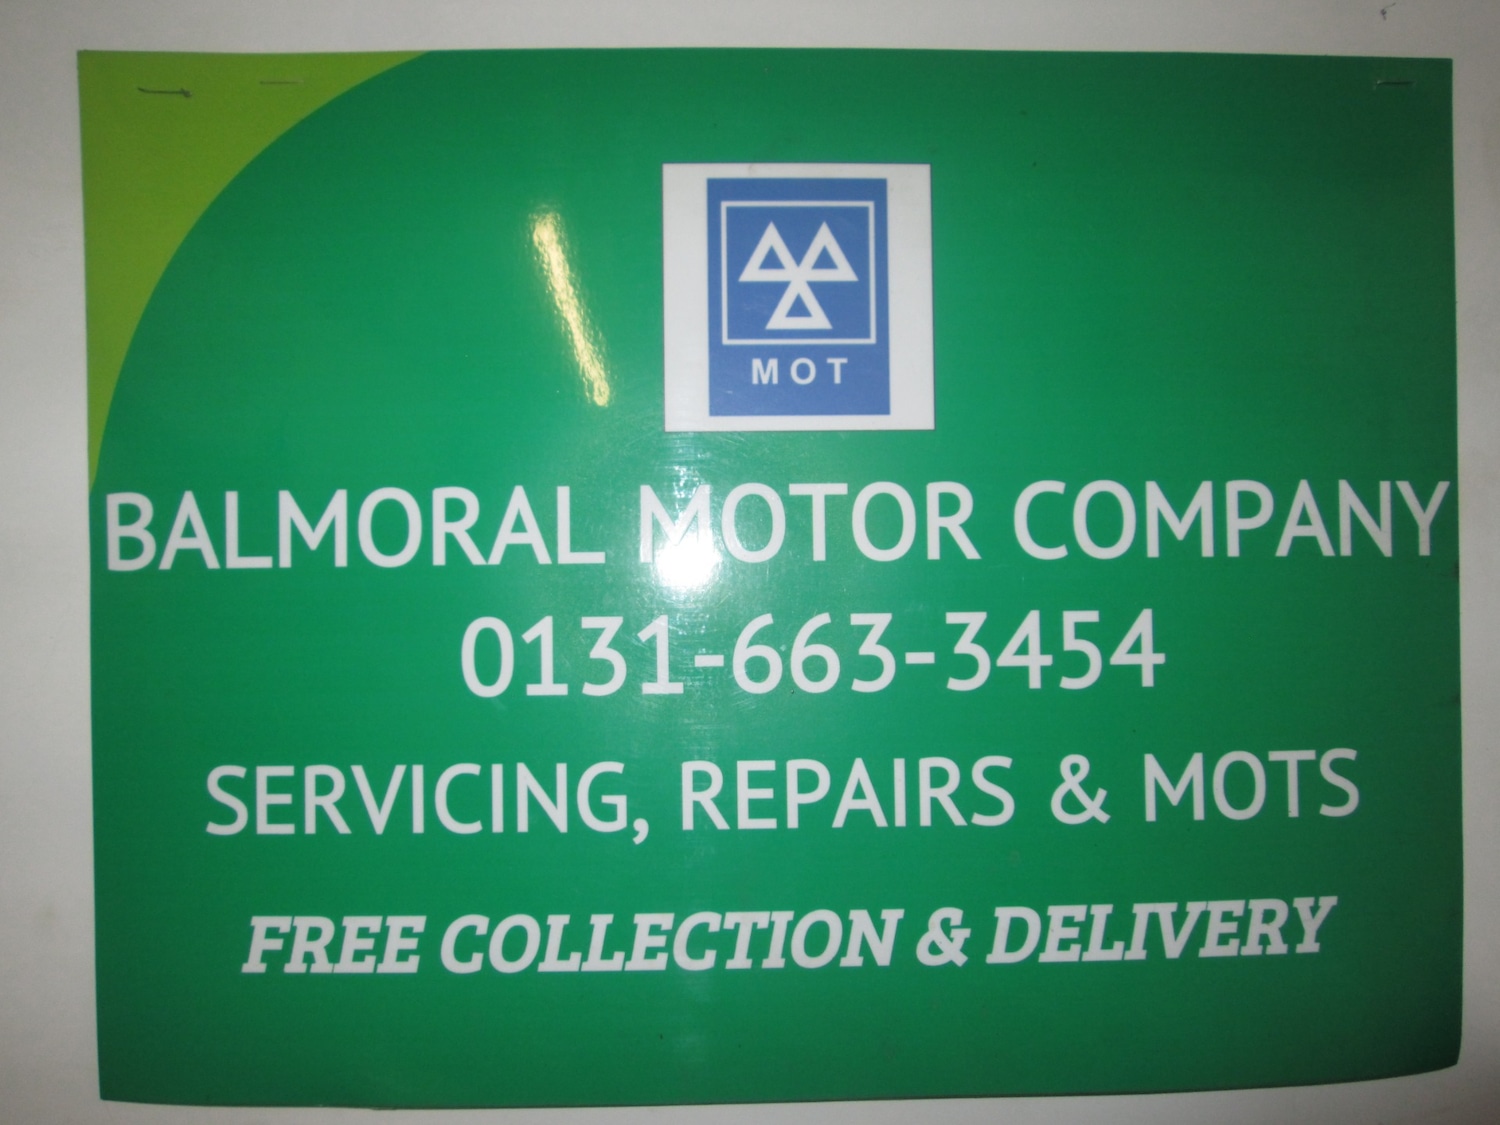 MOT
BALMORAL MOTOR COMPANY
0131-663-3454
SERVICING, REPAIRS & MOTS
FREE COLLECTION & DELIVERY